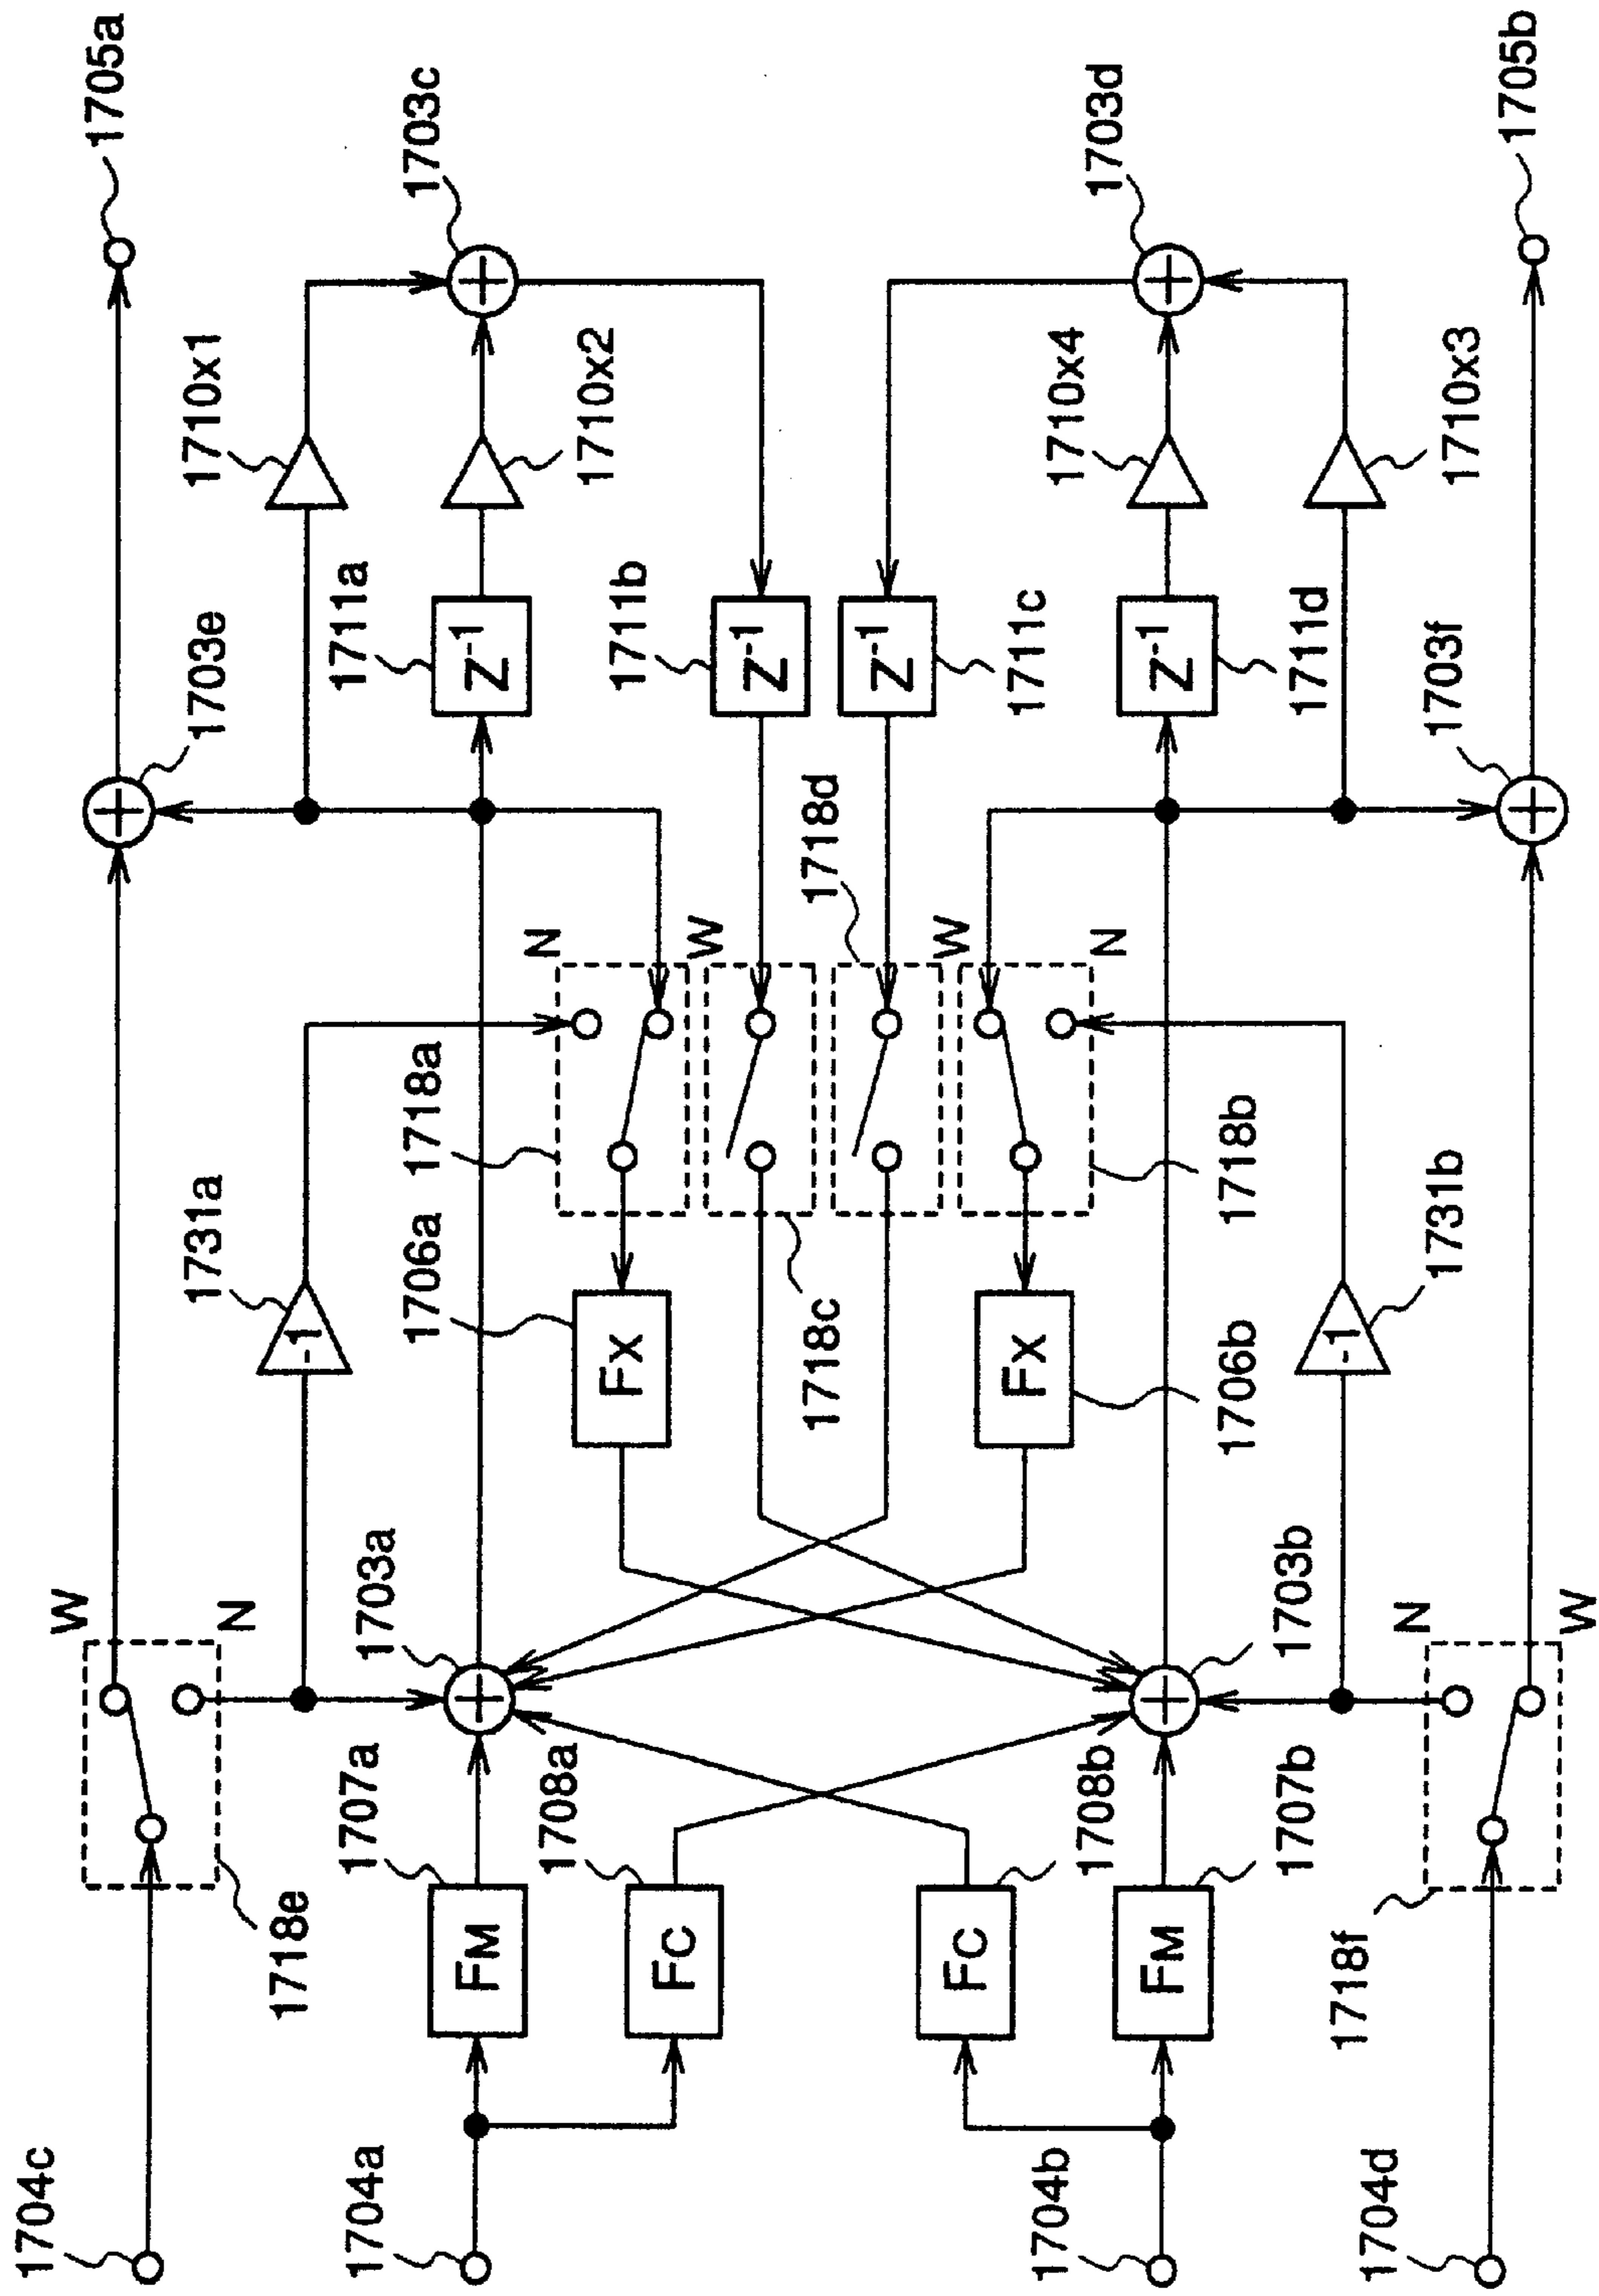 1704c
1718e
W
N
1731a
1703e
1710x1
1705a
1704a
FM
1707a
FC
1708a
1703a
1706a
FX
1718a
N
W
1711a
Z-1
1710x2
1703c
1711b
Z-1
1718c
1718d
Z-1
1711c
1704b
FC
1708b
FM
1707b
1703b
FX
1706b
1718b
W
N
Z-1
1711d
1710x4
1703d
-1
-1
1731b
1710x3
1704d
1718f
N
W
1703f
1705b